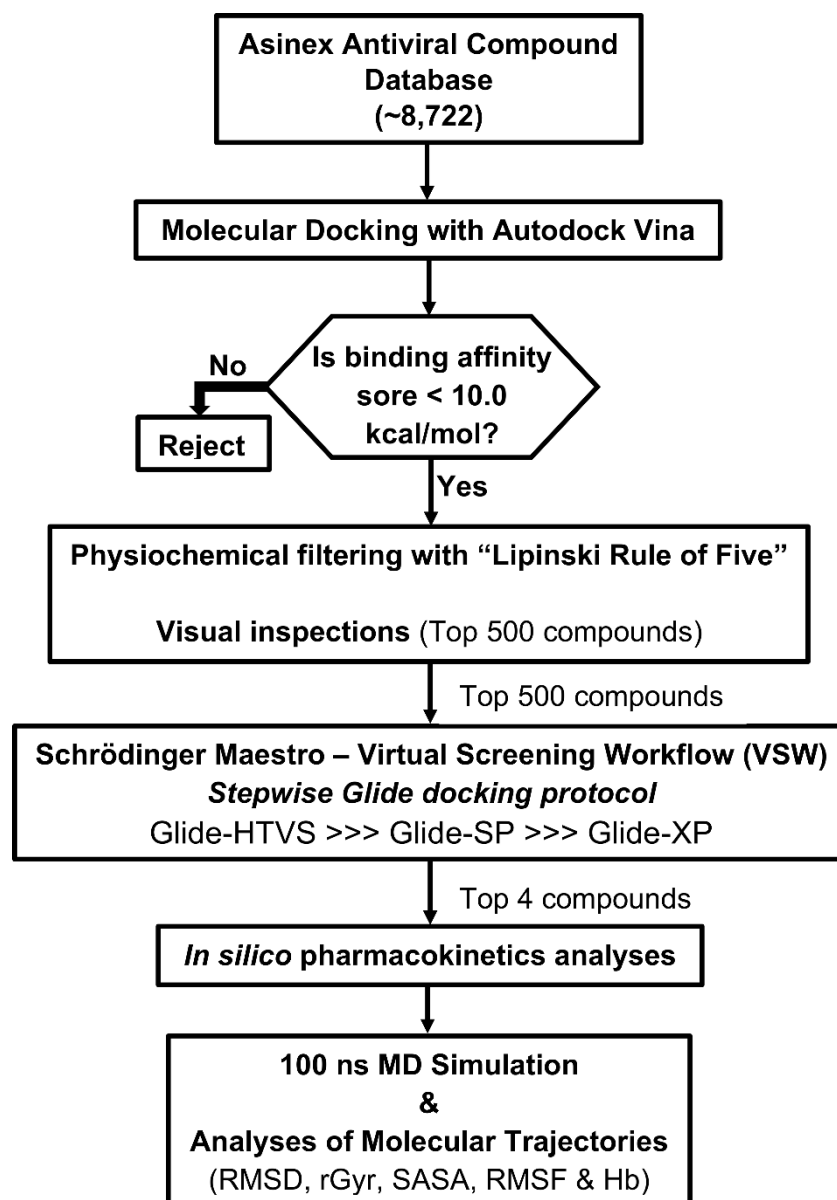 Asinex Antiviral Compound
Database
(~8,722)
Molecular Docking with Autodock Vina
No
Is binding affinity
sore < 10.0
kcal/mol?
Reject
Yes
Physiochemical filtering with “Lipinski Rule of Five”
Visual inspections (Top 500 compounds)
Top 500 compounds
Schrödinger Maestro – Virtual Screening Workflow (VSW)
Stepwise Glide docking protocol
Glide-HTVS >>> Glide-SP >>> Glide-XP
Top 4 compounds
In silico pharmacokinetics analyses
100 ns MD Simulation
&
Analyses of Molecular Trajectories
(RMSD, rGyr, SASA, RMSF & Hb)